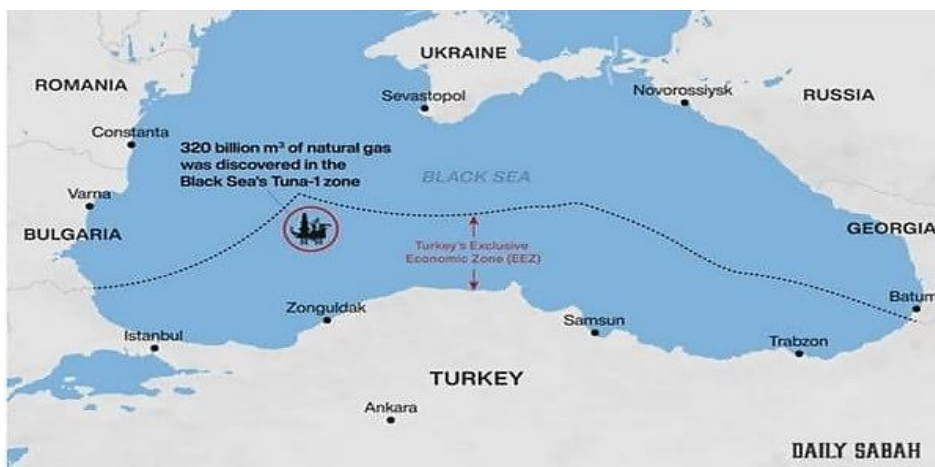 UKRAINE
ROMANIA
Sevastopol
Novorossiysk
RUSSIA
Constanta
320 billion m³ of natural gas
was discovered in the
Black Sea's Tuna-1 zone
BLACK SEA
Varna
BULGARIA
GEORGIA
Turkey's Exclusive
Economic Zone (EEZ)
Batum
Zonguldak
Istanbul
Samsun
Trabzon
TURKEY
Ankara
DAILY SABAH